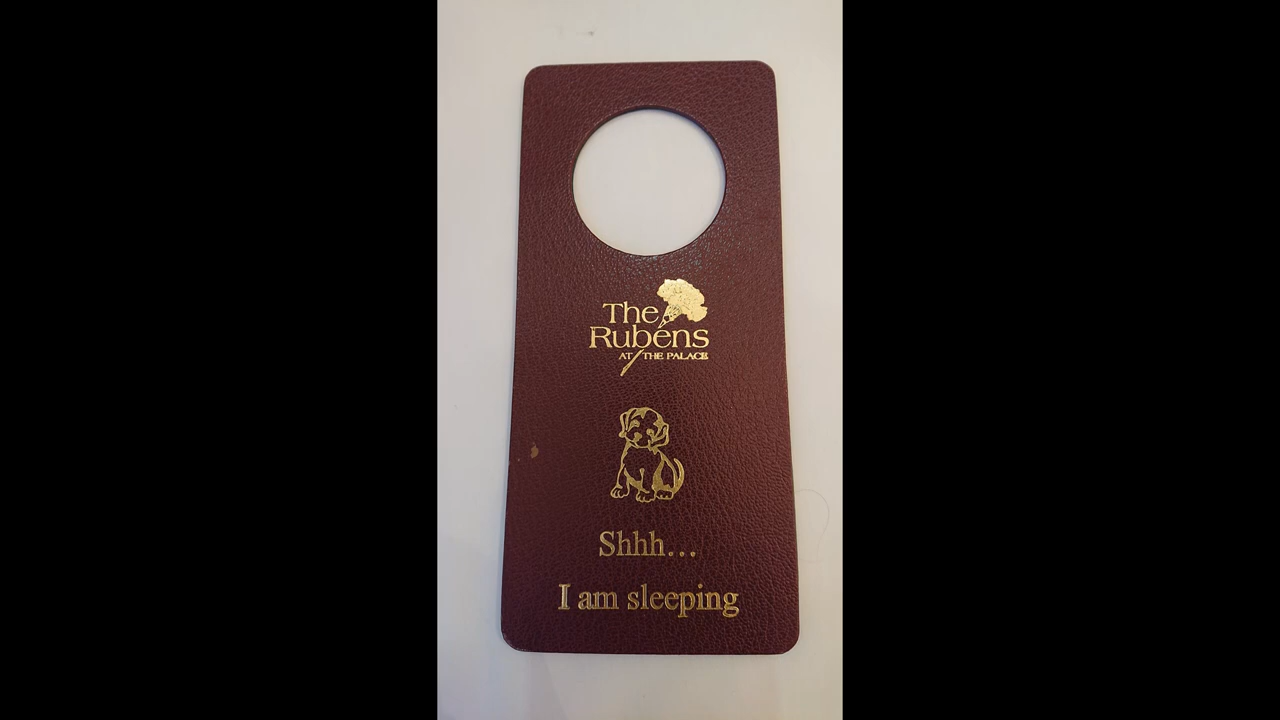 The
Rubens
AT THE PALACE
Shhh...
I am sleeping